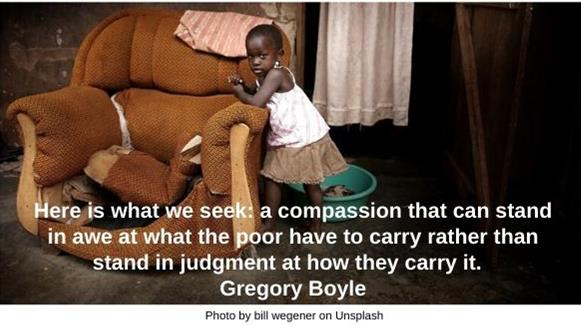 Here is what we seek: a compassion that can stand
in awe at what the poor have to carry rather than
stand in judgment at how they carry it.
Gregory Boyle
Photo by bill wegener on Unsplash